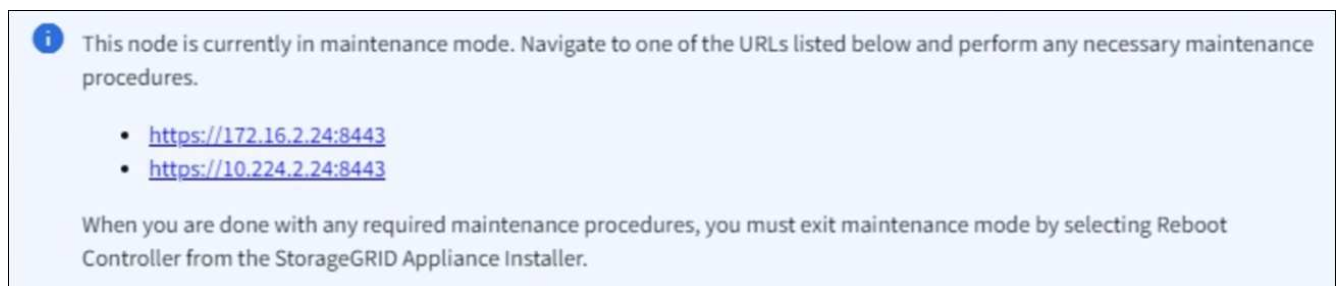 This node is currently in maintenance mode. Navigate to one of the URLs listed below and perform any necessary maintenance
procedures.
• https://172.16.2.24:8443
• https://10.224.2.24:8443
When you are done with any required maintenance procedures, you must exit maintenance mode by selecting Reboot
Controller from the StorageGRID Appliance Installer.